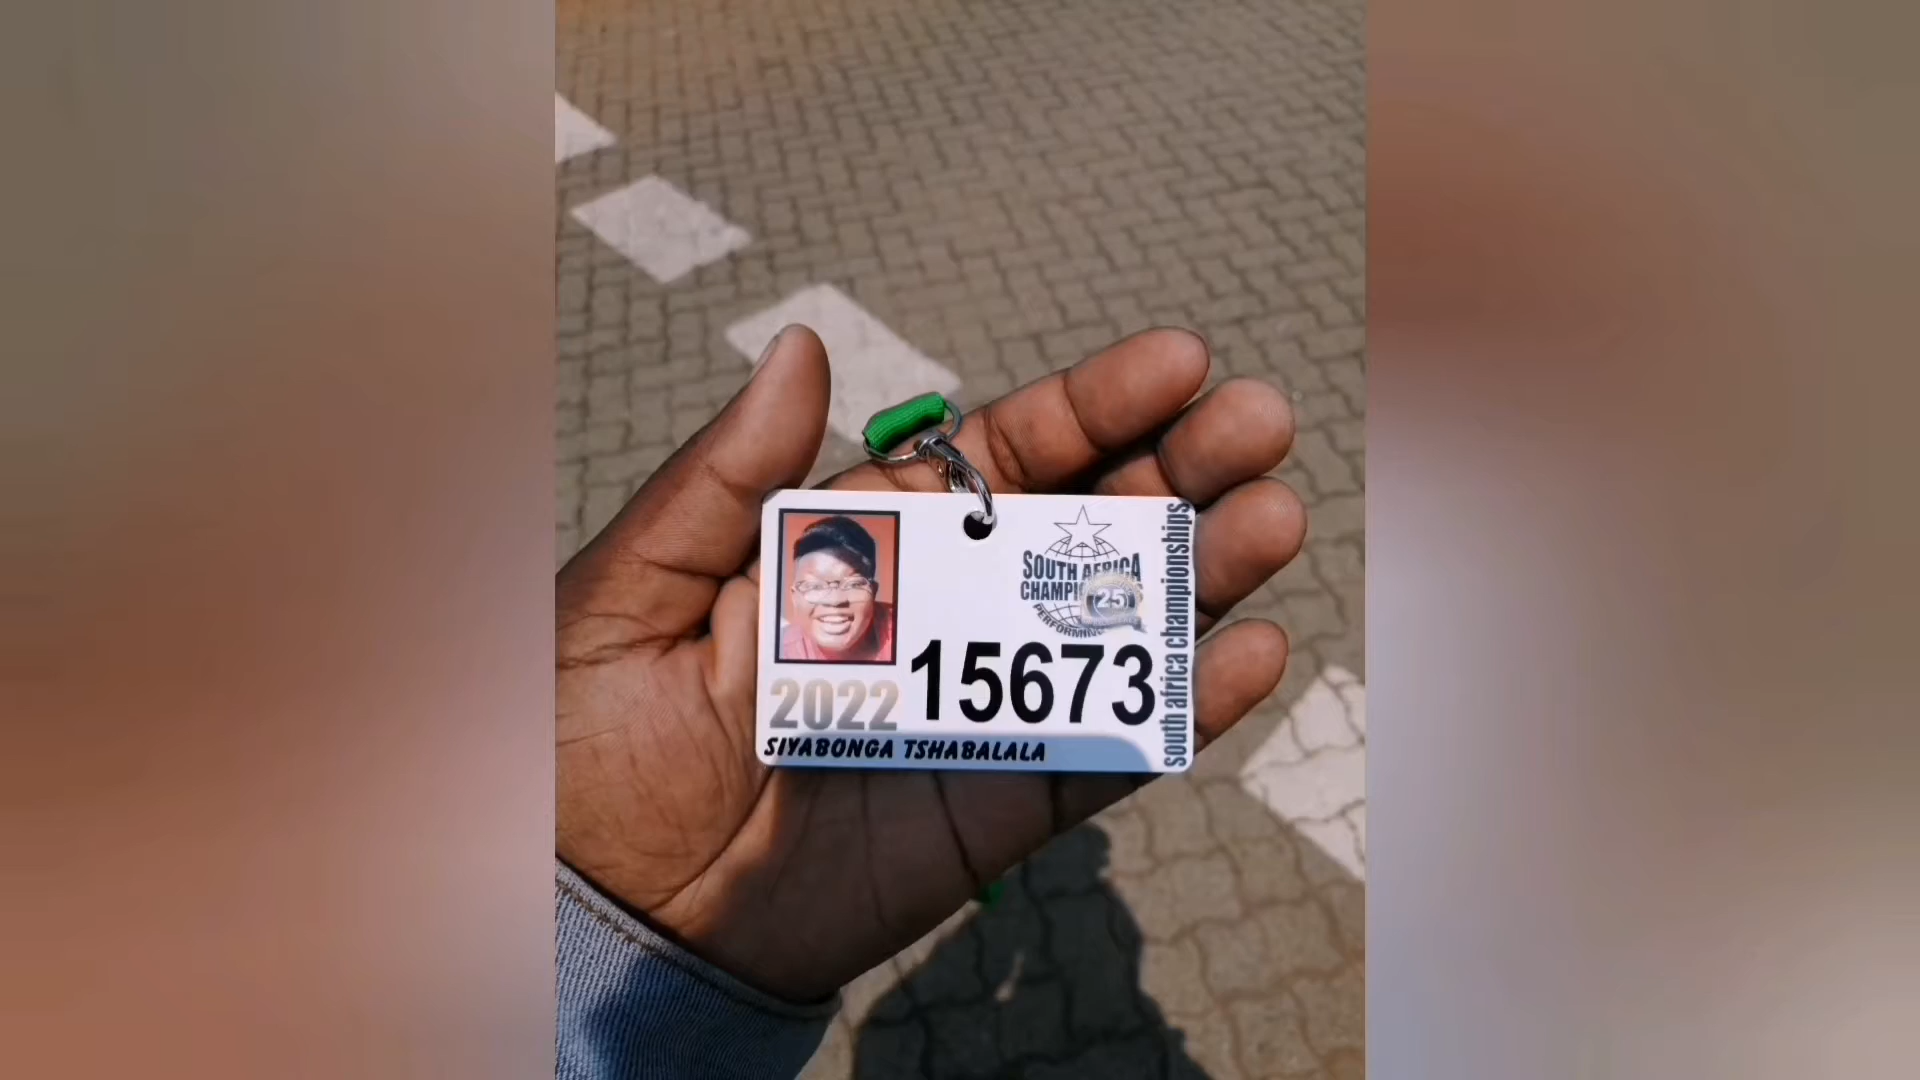 SOUTH AFRICA
CHAMPI
25
PERFORMING
15673
2022
SIYABONGA TSHABALALA
south africa championships